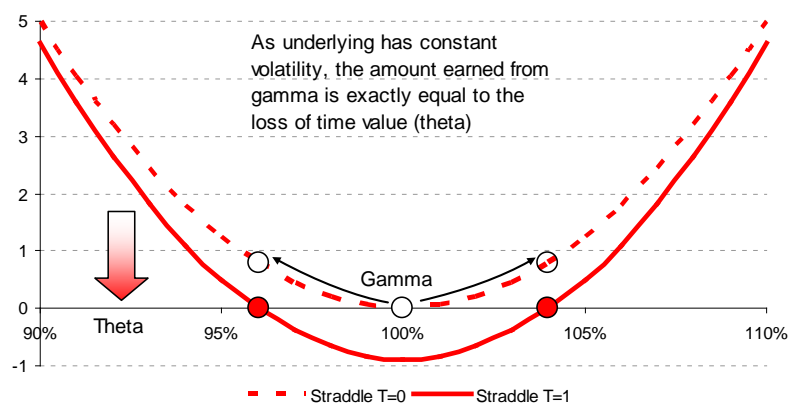 5
As underlying has constant
volatility, the amount earned from
gamma is exactly equal to the
loss of time value (theta)
4
3
2
1
Gamma
0
90%
Theta
95%
100%
105%
110%
-1
Straddle T=0
Straddle T=1